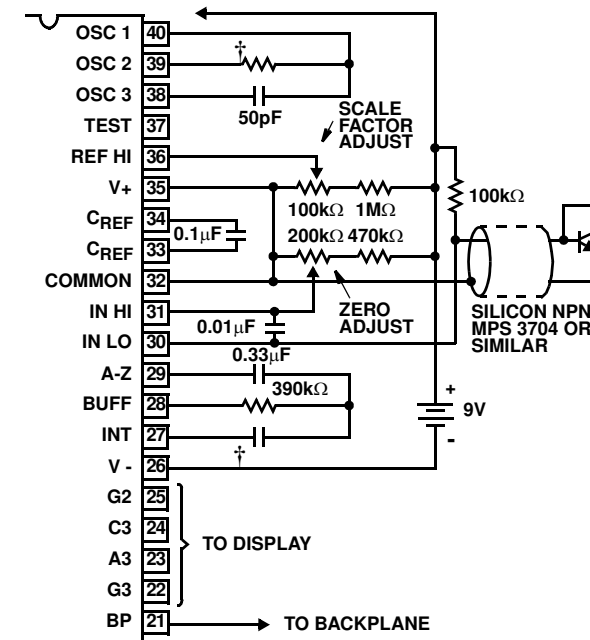 OSC 1 40
OSC 2 39 †
OSC 3 38
50pF
TEST 37
SCALE
FACTOR
ADJUST
REF HI 36
V+ 35
100kΩ 1MΩ
100kΩ
CREF 34
0.1µF
200kΩ 470kΩ
CREF 33
COMMON 32
IN HI 31
ZERO
ADJUST
SILICON NPN
MPS 3704 OR
SIMILAR
0.01µF
IN LO 30
0.33µF
A-Z 29
390kΩ
BUFF 28
+
9V
-
INT 27
†
V - 26
G2 25
C3 24
TO DISPLAY
A3 23
G3 22
BP 21
TO BACKPLANE